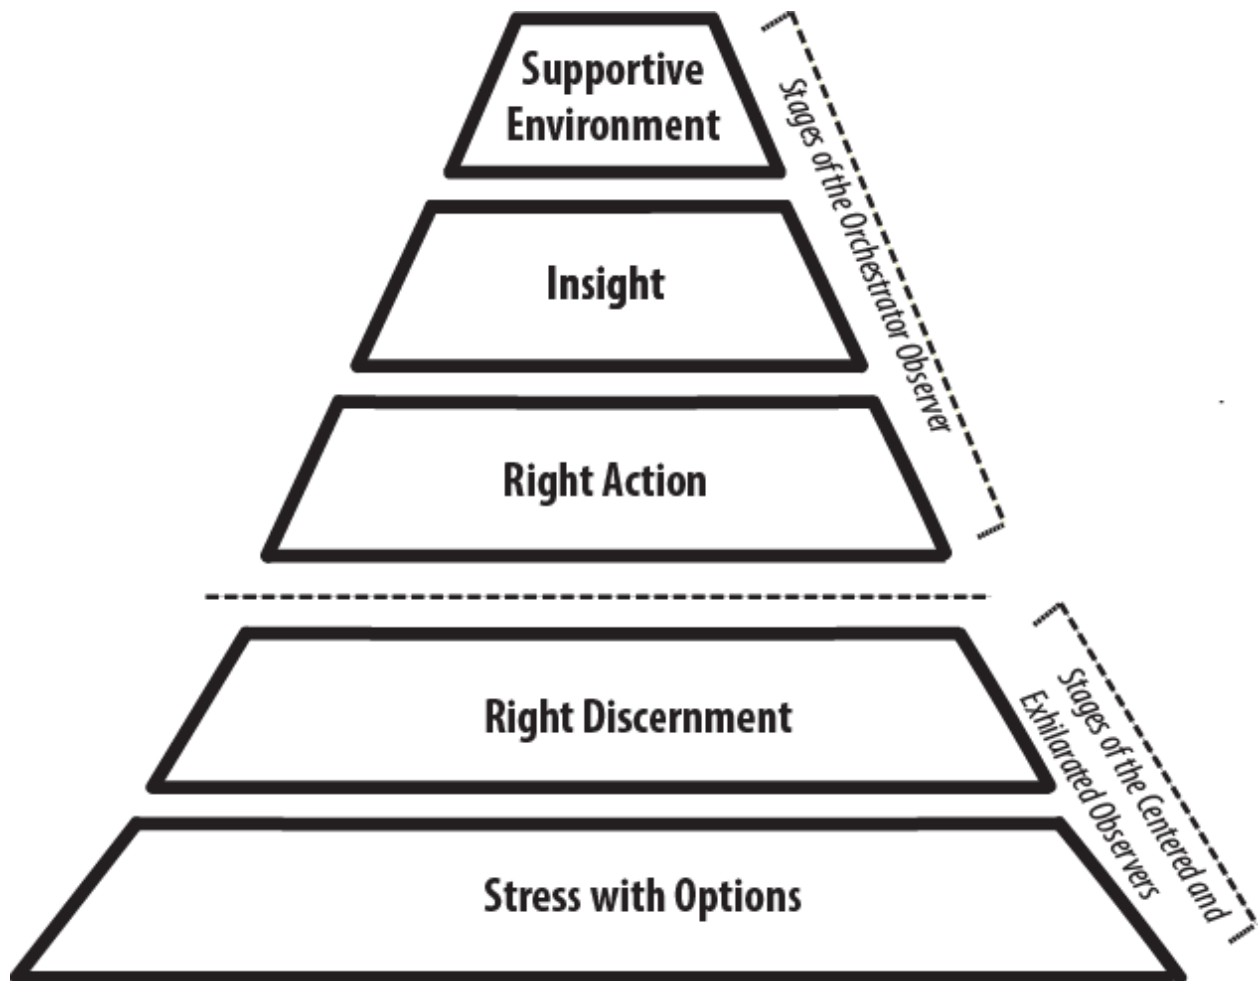 Supportive
Environment
Stages of the Orchestrator Observer
Insight
Right Action
Right Discernment
Stages of the Centered and
Exhilarated Observers
Stress with Options